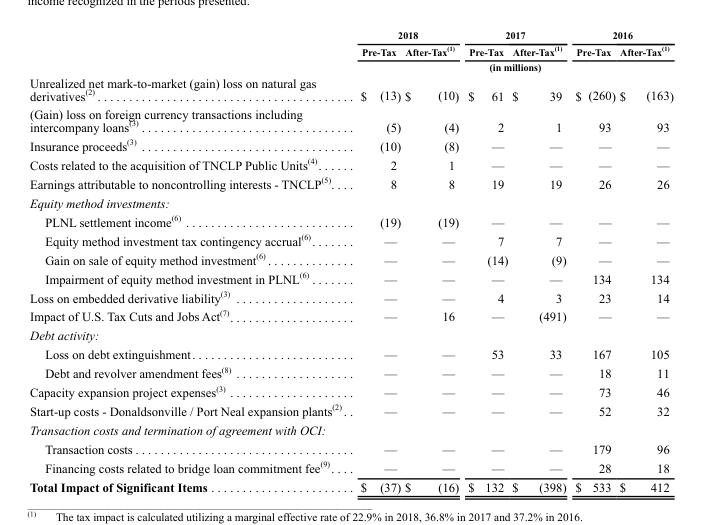 income recognized in the periods presented.
2018 2017 2016
Pre-Tax After-Tax(1) Pre-Tax After-Tax(1) Pre-Tax After-Tax(1)
(in millions)
Unrealized net mark-to-market (gain) loss on natural gas
derivatives(2) $ (13) $ (10) $ 61 $ 39 $ (260) $ (163)
(Gain) loss on foreign currency transactions including
intercompany loans(3) (5) (4) 2 1 93 93
Insurance proceeds(3) (10) (8) — — — —
Costs related to the acquisition of TNCLP Public Units(4) 2 1 — — — —
Earnings attributable to noncontrolling interests - TNCLP(5) 8 8 19 19 26 26
Equity method investments:
PLNL settlement income(6) (19) (19) — — — —
Equity method investment tax contingency accrual(6) — — 7 7 — —
Gain on sale of equity method investment(6) — — (14) (9) — —
Impairment of equity method investment in PLNL(6) — — — — 134 134
Loss on embedded derivative liability(3) — — 4 3 23 14
Impact of U.S. Tax Cuts and Jobs Act(7) — 16 — (491) — —
Debt activity:
Loss on debt extinguishment — — 53 33 167 105
Debt and revolver amendment fees(8) — — — — 18 11
Capacity expansion project expenses(3) — — — — 73 46
Start-up costs - Donaldsonville / Port Neal expansion plants(2) — — — — 52 32
Transaction costs and termination of agreement with OCI:
Transaction costs — — — — 179 96
Financing costs related to bridge loan commitment fee(9) — — — — 28 18
Total Impact of Significant Items $ (37) $ (16) $ 132 $ (398) $ 533 $ 412
(1) The tax impact is calculated utilizing a marginal effective rate of 22.9% in 2018, 36.8% in 2017 and 37.2% in 2016.